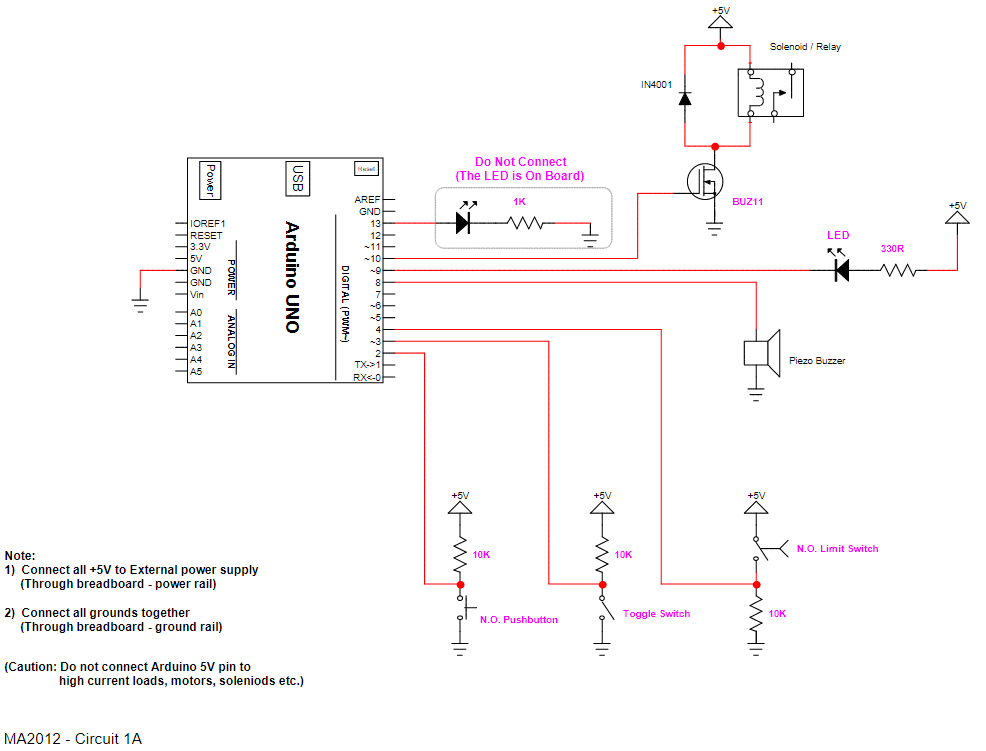 +5V
Solenoid / Relay
IN4001
BUZ11
Do Not Connect
(The LED is On Board)
1K
Power
USB
Reset
Arduino UNO
IOREF1
RESET
3.3V
5V
GND
GND
Vin
POWER
A0
A1
A2
A3
A4
A5
ANALOG IN
AREF
GND
13
12
~11
~10
~9
8
7
~6
~5
4
~3
2
TX->1
RX<-0
DIGITAL (PWM~)
+5V
LED
330R
Piezo Buzzer
+5V
10K
N.O. Pushbutton
+5V
10K
Toggle Switch
+5V
N.O. Limit Switch
10K
Note:
1) Connect all +5V to External power supply
(Through breadboard - power rail)
2) Connect all grounds together
(Through breadboard - ground rail)
(Caution: Do not connect Arduino 5V pin to
high current loads, motors, soleniods etc.)
MA2012 - Circuit 1A